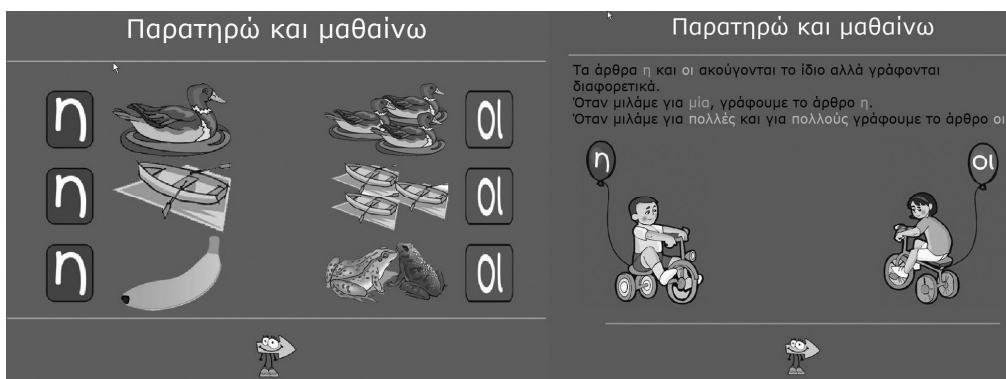 Παρατηρώ και μαθαίνω
η
οι
η
οι
η
οι
Παρατηρώ και μαθαίνω
Τα άρθρα η και οι ακούγονται το ίδιο αλλά γράφονται
διαφορετικά.
Όταν μιλάμε για μία, γράφουμε το άρθρο η.
Όταν μιλάμε για πολλές και για πολλούς γράφουμε το άρθρο οι
η
οι